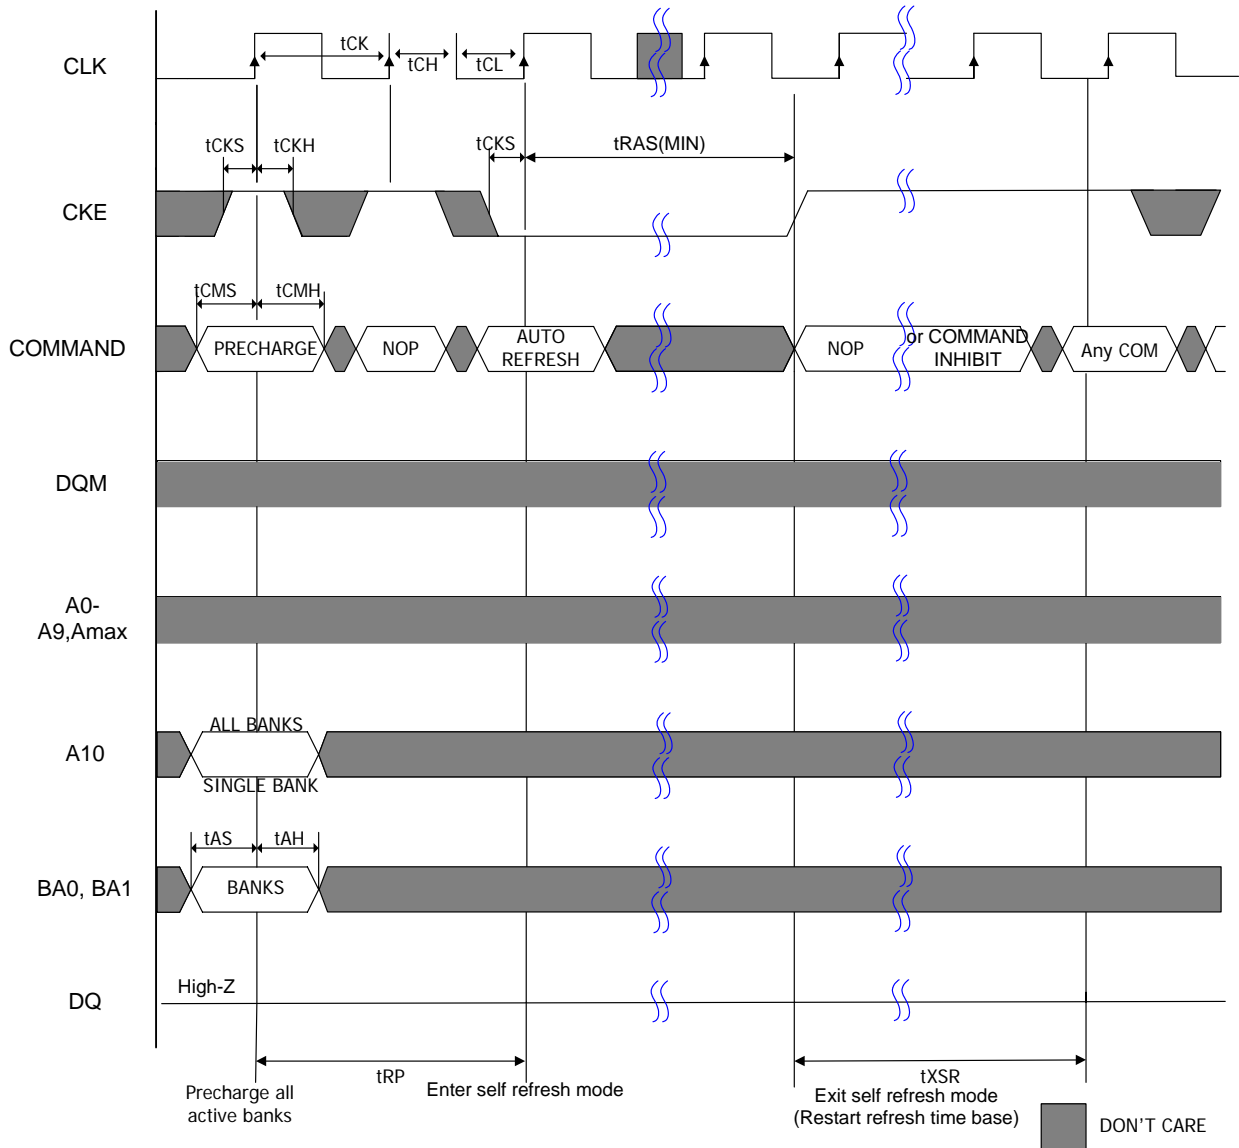 CLK
tCK
tCH
tCL
tCKS
tCKH
tCKS
tRAS(MIN)
CKE
tCMS
tCMH
COMMAND
PRECHARGE
NOP
AUTO
REFRESH
NOP
or COMMAND
INHIBIT
Any COM
DQM
A0-
A9,Amax
A10
ALL BANKS
SINGLE BANK
tAS
tAH
BA0, BA1
BANKS
DQ
High-Z
tRP
tXSR
Precharge all
active banks
Enter self refresh mode
Exit self refresh mode
(Restart refresh time base)
DON'T CARE